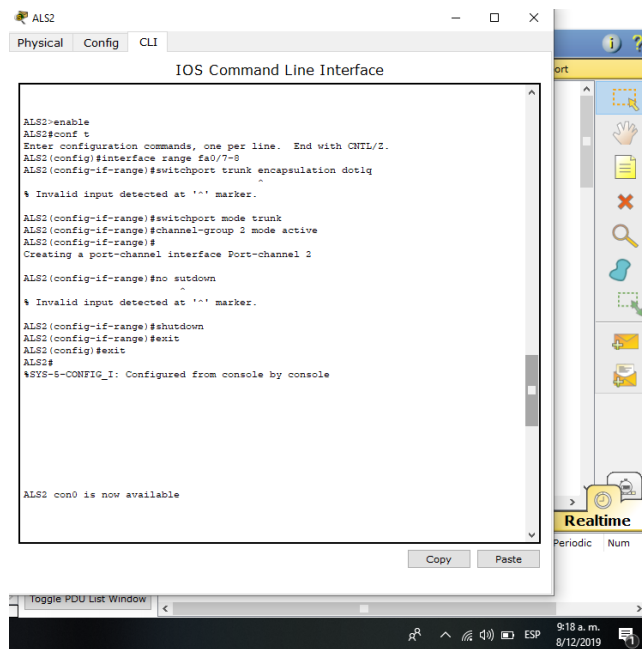 ALS2
Physical Config CLI
IOS Command Line Interface
ALS2>enable
ALS2#conf t
Enter configuration commands, one per line. End with CNTL/Z.
ALS2(config)#interface range fa0/7-8
ALS2(config-if-range)#switchport trunk encapsulation dot1q
^
% Invalid input detected at '^' marker.
ALS2(config-if-range)#switchport mode trunk
ALS2(config-if-range)#channel-group 2 mode active
ALS2(config-if-range)#
Creating a port-channel interface Port-channel 2
ALS2(config-if-range)#no sutdown
^
% Invalid input detected at '^' marker.
ALS2(config-if-range)#shutdown
ALS2(config-if-range)#exit
ALS2(config)#exit
ALS2#
%SYS-5-CONFIG_I: Configured from console by console
ALS2 con0 is now available
Copy Paste
ort
Realtime
Periodic Num
Toggle PDU List Window
ESP
9:18 a. m.
8/12/2019
1